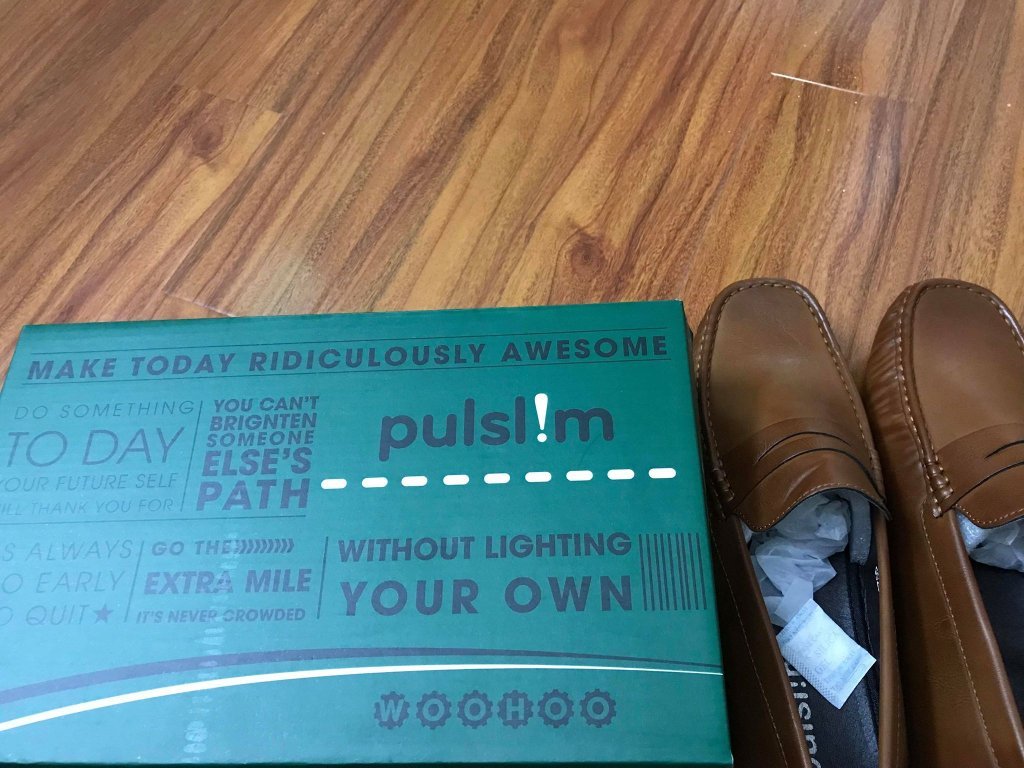 MAKE TODAY RIDICULOUSLY AWESOME
DO SOMETHING
TO DAY
YOUR FUTURE SELF
WILL THANK YOU FOR
YOU CAN'T
BRIGNTEN
SOMEONE
ELSE'S
PATH
pulsl!m
S ALWAYS
O EARLY
O QUIT★
GO THE
EXTRA MILE
IT'S NEVER CROWDED
WITHOUT LIGHTING
YOUR OWN
WOOHOO